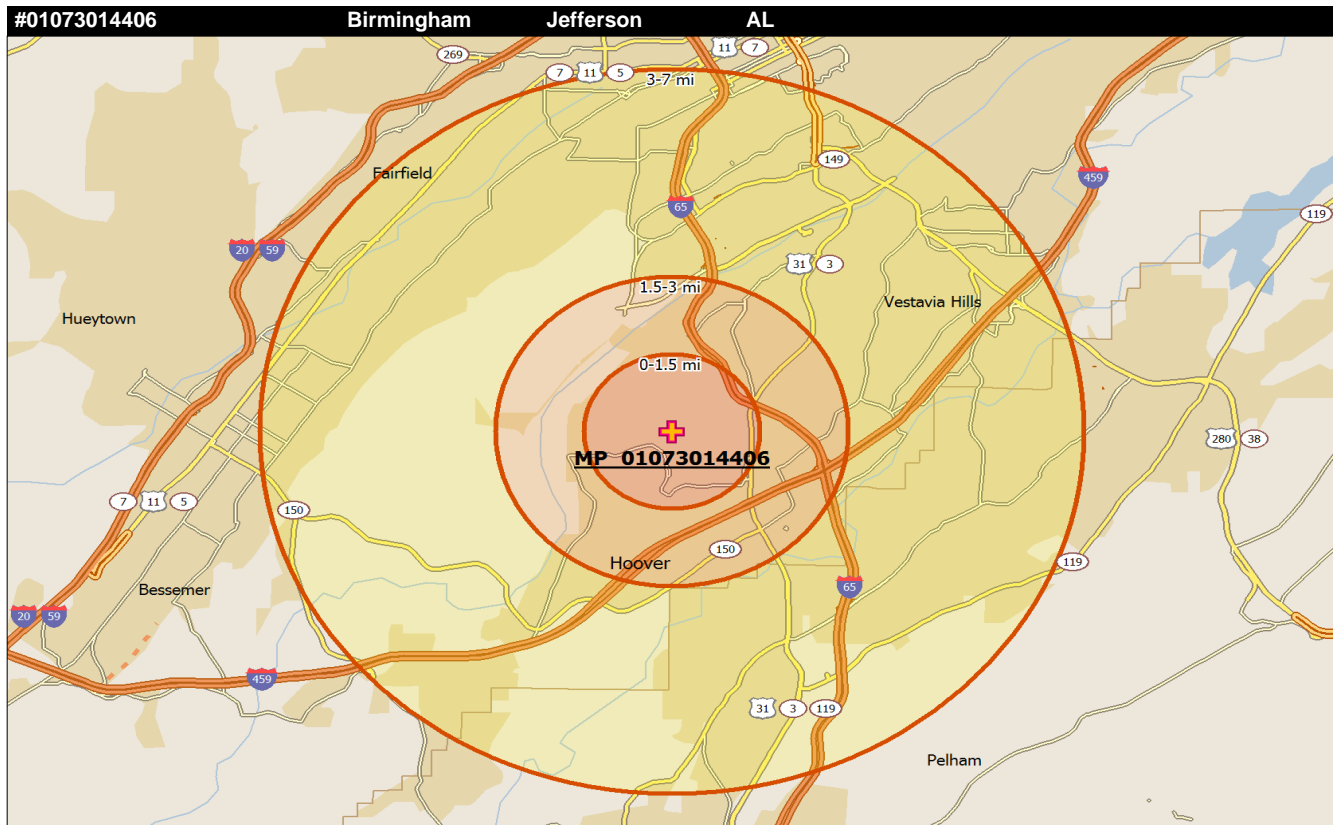 #01073014406 Birmingham Jefferson AL
11 7
269
7 11 5
3-7 mi
149
Fairfield
459
65
119
20 59
31 3
1.5-3 mi
Vestavia Hills
Hueytown
0-1.5 mi
MP 01073014406
280 38
7 11 5
150
150
Hoover
119
65
Bessemer
20 59
459
31 3 119
Pelham